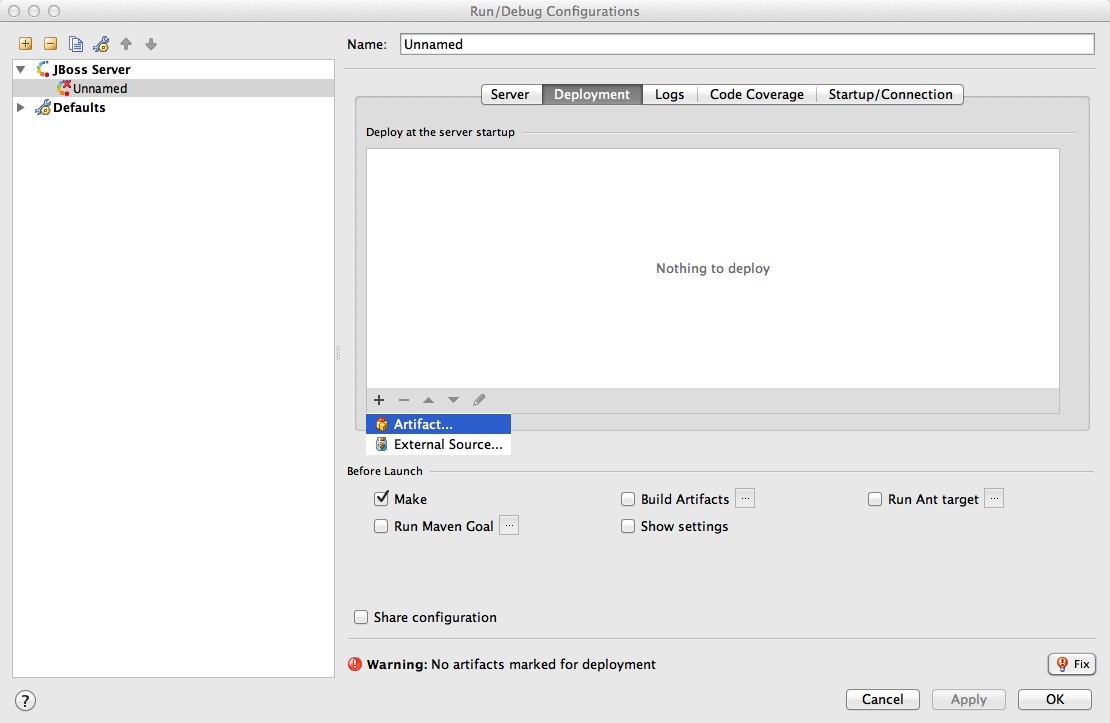 Run/Debug Configurations
JBoss Server
Unnamed
Defaults
Name: Unnamed
Server Deployment Logs Code Coverage Startup/Connection
Deploy at the server startup
Nothing to deploy
Artifact...
External Source...
Before Launch
Make Build Artifacts ... Run Ant target ...
Run Maven Goal ... Show settings
Share configuration
Warning: No artifacts marked for deployment Fix
? Cancel Apply OK